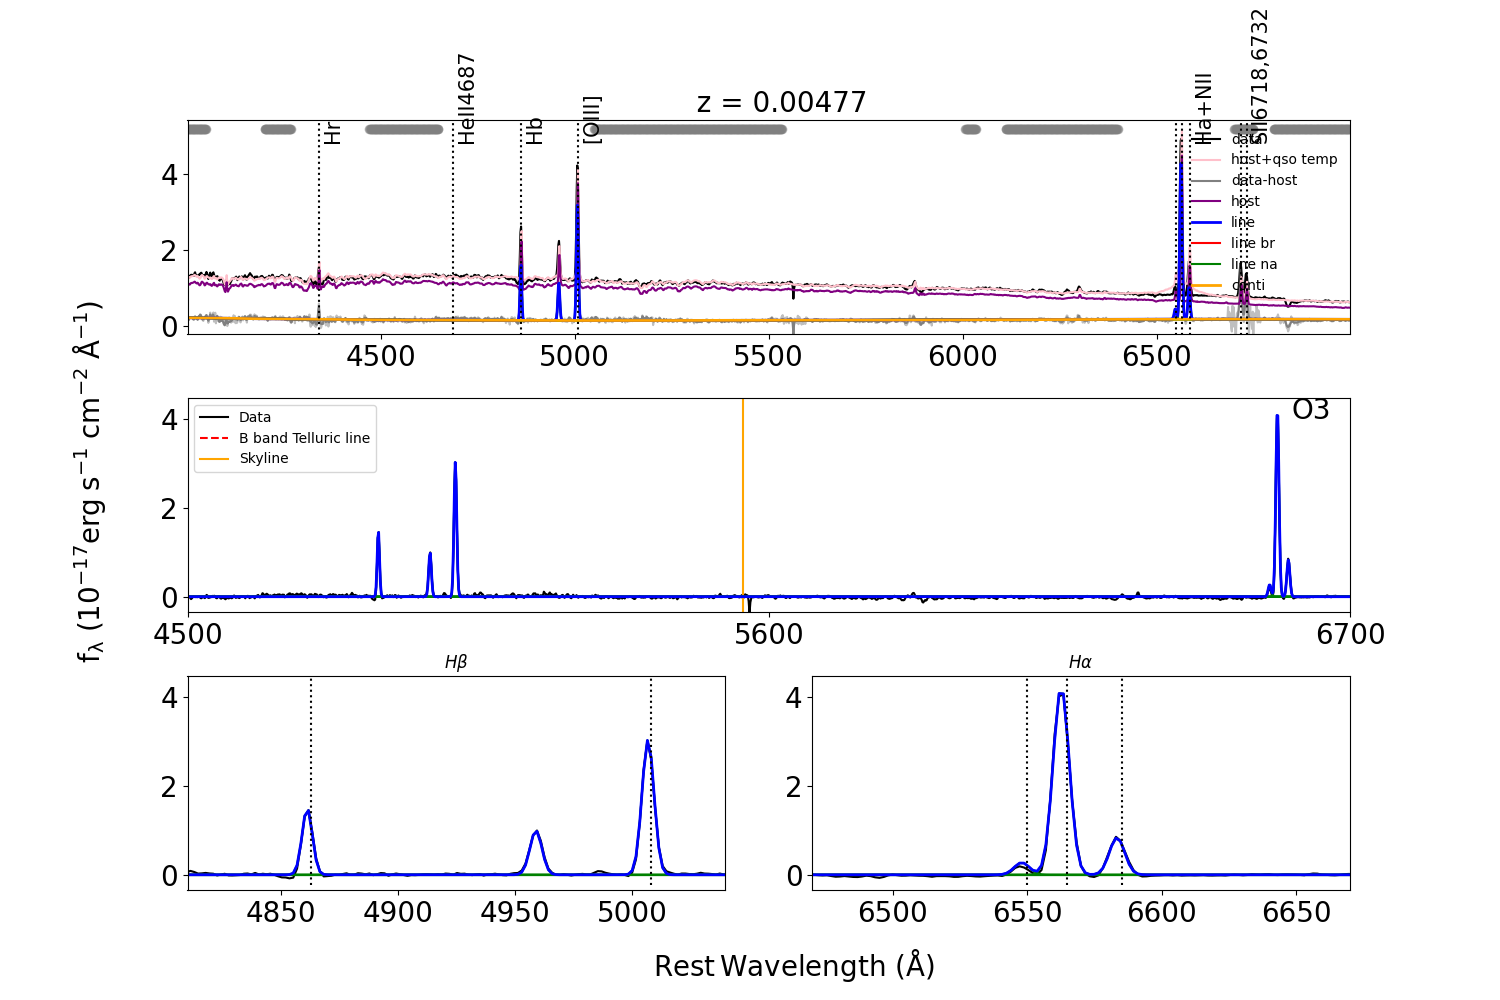 z = 0.00477
Hr
HeII4687
Hb
[OIII]
Ha+NII
SII6718,6732
data
host+qso temp
data-host
host
line
line br
line na
conti
4
2
0
4500
5000
5500
6000
6500
Data
B band Telluric line
Skyline
O3
4
2
0
4500
5600
6700
fλ (10−17erg s−1 cm−2 Å−1)
Hβ
4
2
0
4850
4900
4950
5000
Hα
4
2
0
6500
6550
6600
6650
Rest Wavelength (Å)